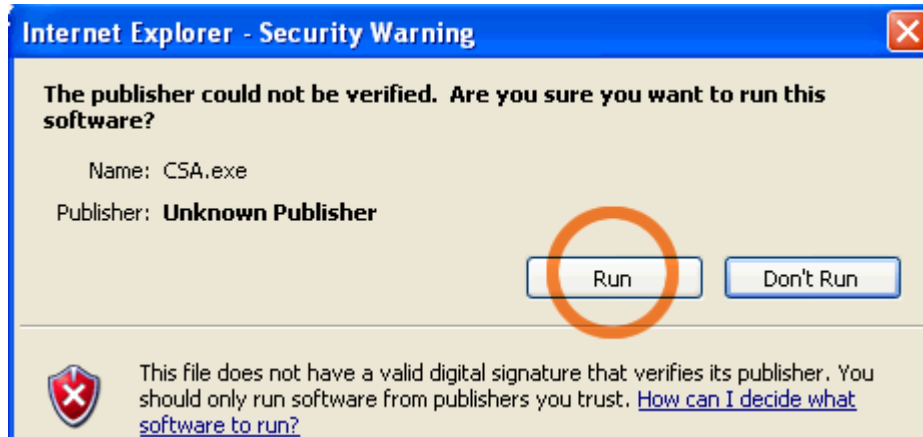 Internet Explorer - Security Warning
The publisher could not be verified.  Are you sure you want to run this
software?
Name: CSA.exe
Publisher: Unknown Publisher
Run Don't Run
This file does not have a valid digital signature that verifies its publisher. You
should only run software from publishers you trust. How can I decide what
software to run?